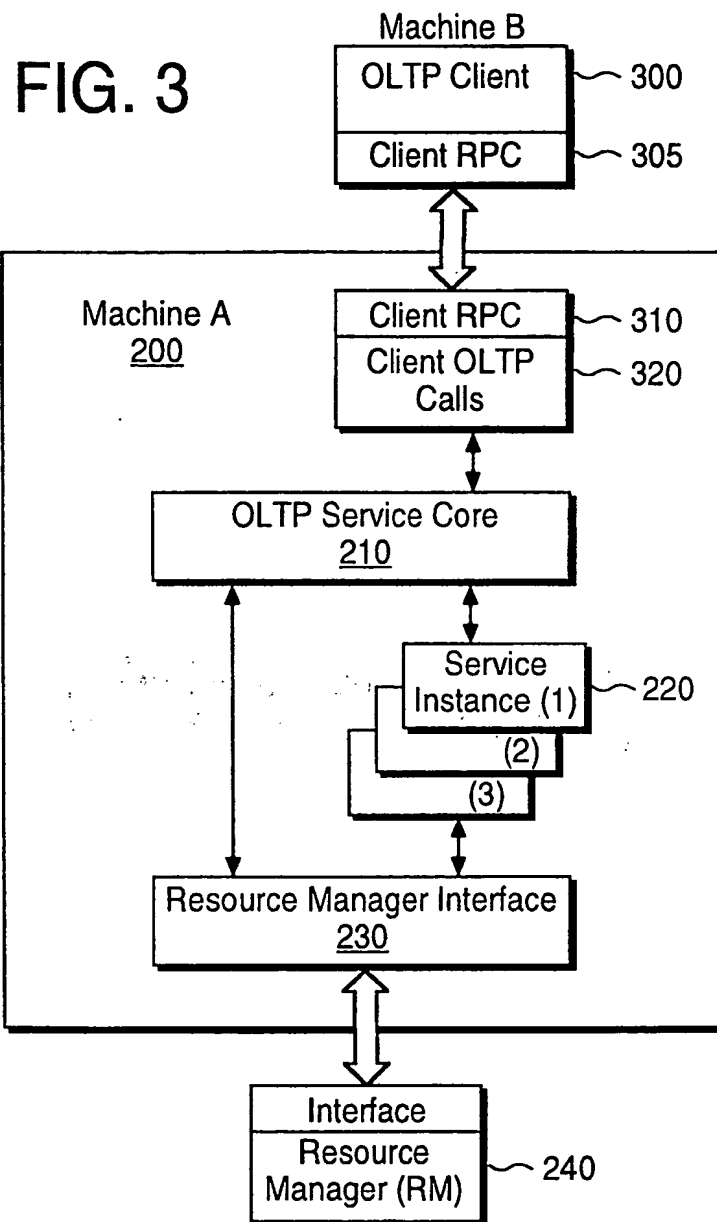 FIG. 3
Machine B
OLTP Client
300
Client RPC
305
Machine A
200
Client RPC
310
Client OLTP
Calls
320
OLTP Service Core
210
Service
Instance (1)
220
(2)
(3)
Resource Manager Interface
230
Interface
Resource
Manager (RM)
240